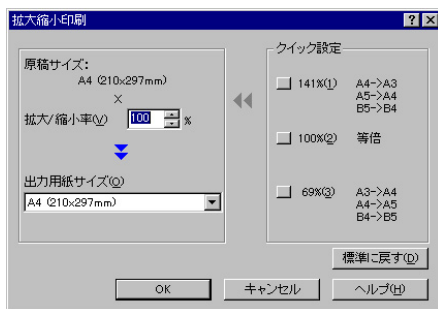 拡大縮小印刷
原稿サイズ:
A4 (210x297mm)
×
拡大/縮小率(V) 100 %
出力用紙サイズ(O)
A4 (210x297mm)
クイック設定
141%(1) A4->A3
A5->A4
B5->B4
100%(2) 等倍
69%(3) A3->A4
A4->A5
B4->B5
標準に戻す(D)
OK キャンセル ヘルプ(H)